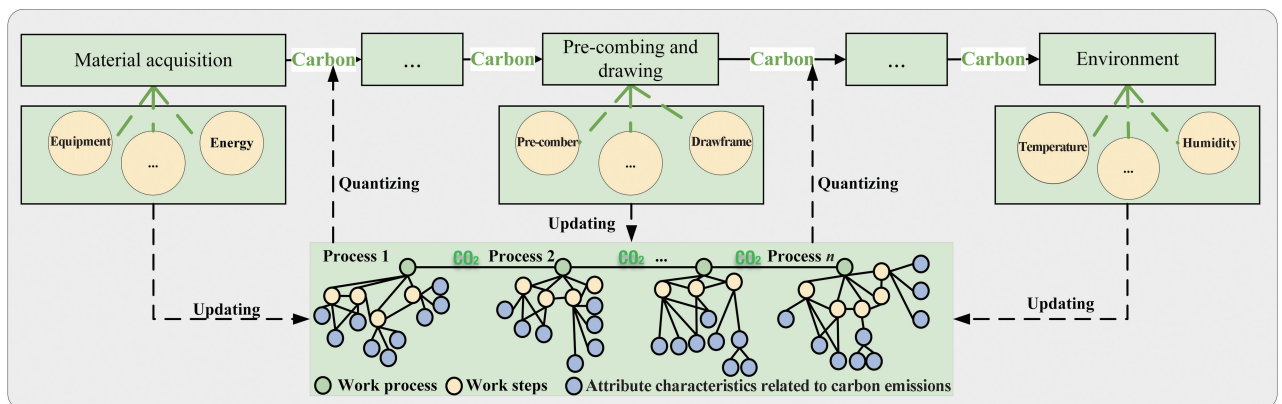 Material acquisition
Carbon
...
Carbon
Pre-combing and
drawing
Carbon
...
Carbon
Environment
Equipment
...
Energy
Pre-comber
...
Drawframe
Temperature
...
Humidity
Quantizing
Updating
Quantizing
Process 1
CO₂
Process 2
CO₂
...
CO₂
Process n
Updating
Updating
Work process
Work steps
Attribute characteristics related to carbon emissions